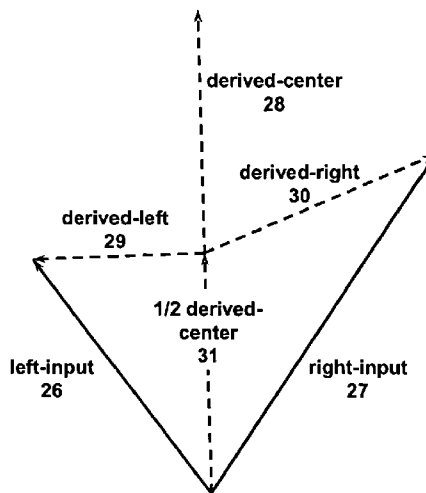 derived-center
28
derived-right
30
derived-left
29
1/2 derived-
center
31
left-input
26
right-input
27